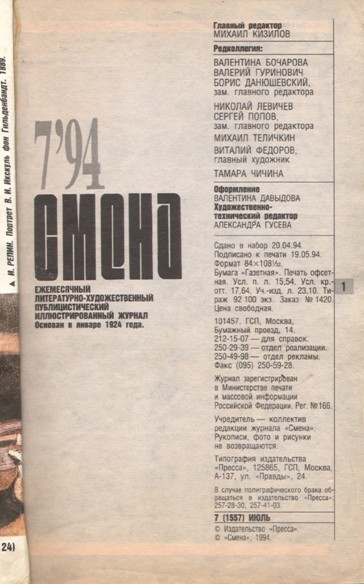 ▲ И. РЕПИН. Портрет В. И. Икскуль фон Гильденбандт. 1889.
24)
7'94
Смена
ЕЖЕМЕСЯЧНЫЙ
ЛИТЕРАТУРНО-ХУДОЖЕСТВЕННЫЙ
ПУБЛИЦИСТИЧЕСКИЙ
ИЛЛЮСТРИРОВАННЫЙ ЖУРНАЛ
Основан в январе 1924 года.
Главный редактор
МИХАИЛ КИЗИЛОВ
Редколлегия:
ВАЛЕНТИНА БОЧАРОВА
ВАЛЕРИЙ ГУРИНОВИЧ
БОРИС ДАНЮШЕВСКИЙ,
зам. главного редактора
НИКОЛАЙ ЛЕВИЧЕВ
СЕРГЕЙ ПОПОВ,
зам. главного редактора
МИХАИЛ ТЕЛИЧКИН
ВИТАЛИЙ ФЕДОРОВ,
главный художник
ТАМАРА ЧИЧИНА
Оформление
ВАЛЕНТИНА ДАВЫДОВА
Художественно-
технический редактор
АЛЕКСАНДРА ГУСЕВА
Сдано в набор 20.04.94.
Подписано к печати 19.05.94.
Формат 84×108½.
Бумага «Газетная». Печать офсет-
ная. Усл. п. л. 15,54. Усл. кр.-
отт. 17,64. Уч.-изд. л. 23.10. Ти-
раж 92 100 экз. Заказ № 1420.
Цена свободная.
1
101457, ГСП, Москва,
Бумажный проезд, 14.
212-15-07 — для справок.
250-29-39 — отдел реализации.
250-49-98 — отдел рекламы.
Факс (095) 250-59-28.
Журнал зарегистрирован
в Министерстве печати
и массовой информации
Российской Федерации. Рег. № 166.
Учредитель — коллектив
редакции журнала «Смена».
Рукописи, фото и рисунки
не возвращаются.
Типография издательства
«Пресса», 125865, ГСП, Москва,
А-137, ул. «Правды», 24.
В случае полиграфического брака об-
ращаться в издательство «Пресса»:
257-28-30, 257-41-03.
7 (1557) ИЮЛЬ
© Издательство «Пресса».
© «Смена», 1994.